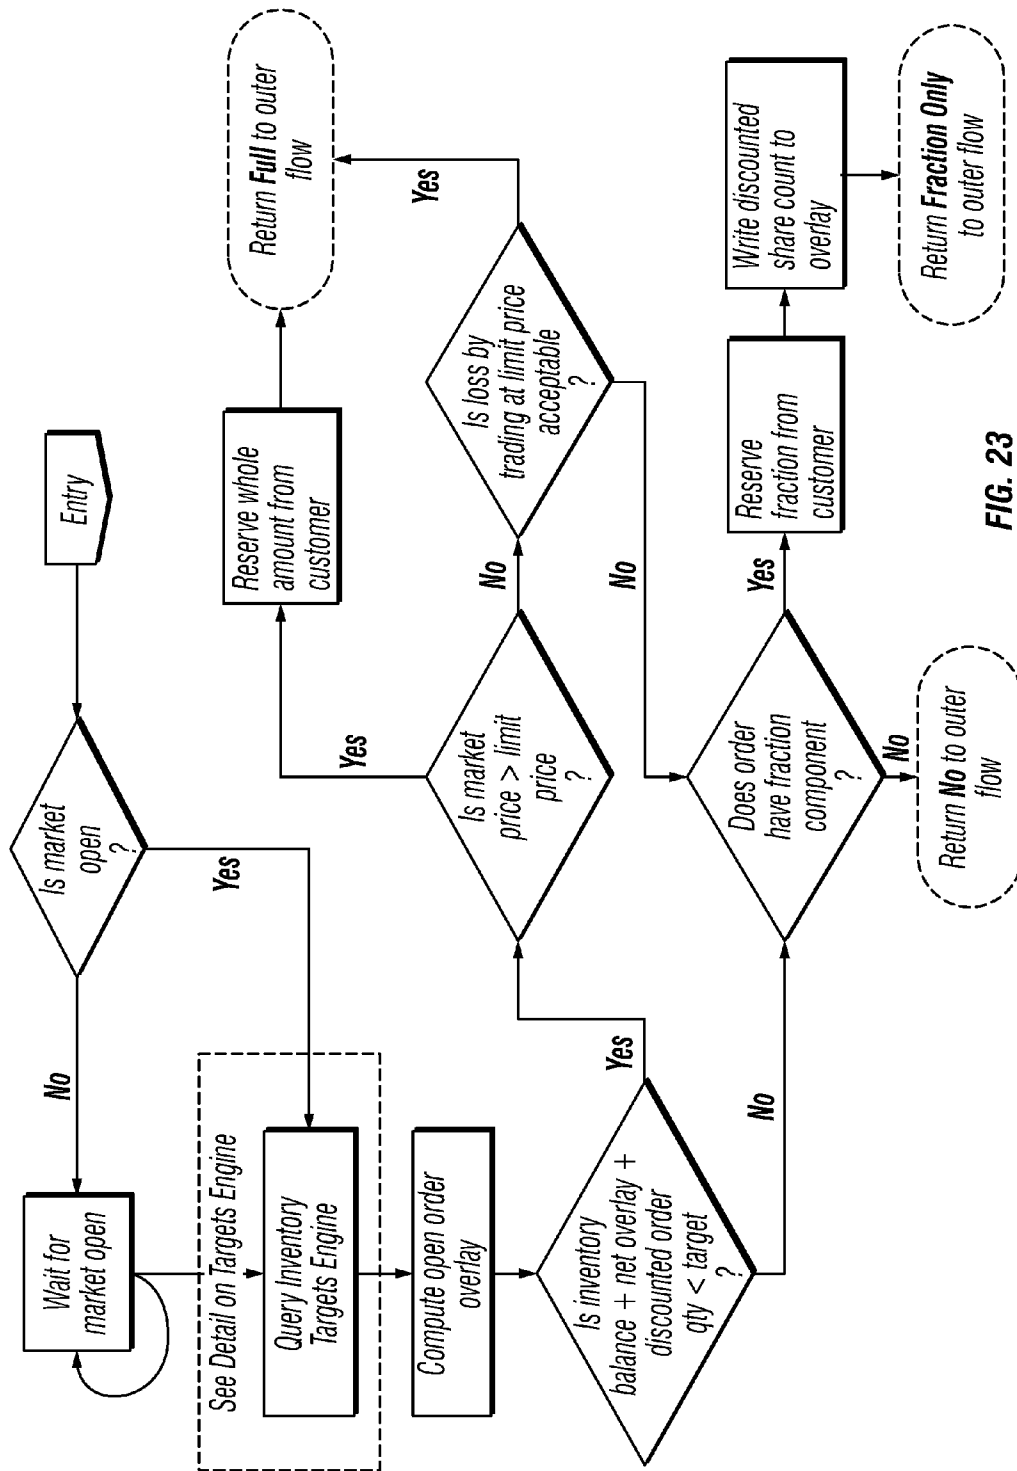 Entry
Is market
open
?
No
Yes
Wait for
market open
See Detail on Targets Engine
Query Inventory
Targets Engine
Compute open order
overlay
Is inventory
balance + net overlay +
discounted order
qty < target
?
Yes
No
Is market
price > limit
price
?
Yes
No
Reserve whole
amount from
customer
Return Full to outer
flow
Is loss by
trading at limit price
acceptable
?
Yes
No
Does order
have fraction
component
?
Yes
No
Reserve
fraction from
customer
Write discounted
share count to
overlay
Return Fraction Only
to outer flow
Return No to outer
flow
FIG. 23